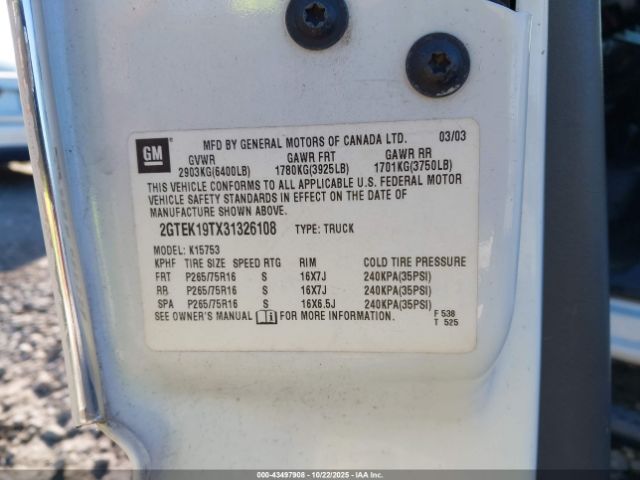 GM
MFD BY GENERAL MOTORS OF CANADA LTD. 03/03
GVWR GAWR FRT GAWR RR
2903KG(6400LB) 1780KG(3925LB) 1701KG(3750LB)
THIS VEHICLE CONFORMS TO ALL APPLICABLE U.S. FEDERAL MOTOR
VEHICLE SAFETY STANDARDS IN EFFECT ON THE DATE OF
MANUFACTURE SHOWN ABOVE.
2GTEK19TX31326108 TYPE: TRUCK
MODEL: K15753
KPHF TIRE SIZE SPEED RTG RIM COLD TIRE PRESSURE
FRT P265/75R16 S 16X7J 240KPA(35PSI)
RR P265/75R16 S 16X7J 240KPA(35PSI)
SPA P265/75R16 S 16X6.5J 240KPA(35PSI)
SEE OWNER'S MANUAL FOR MORE INFORMATION.
F 538
T 525
000-43497908 10/22/2025 Copyright IAA, Inc.